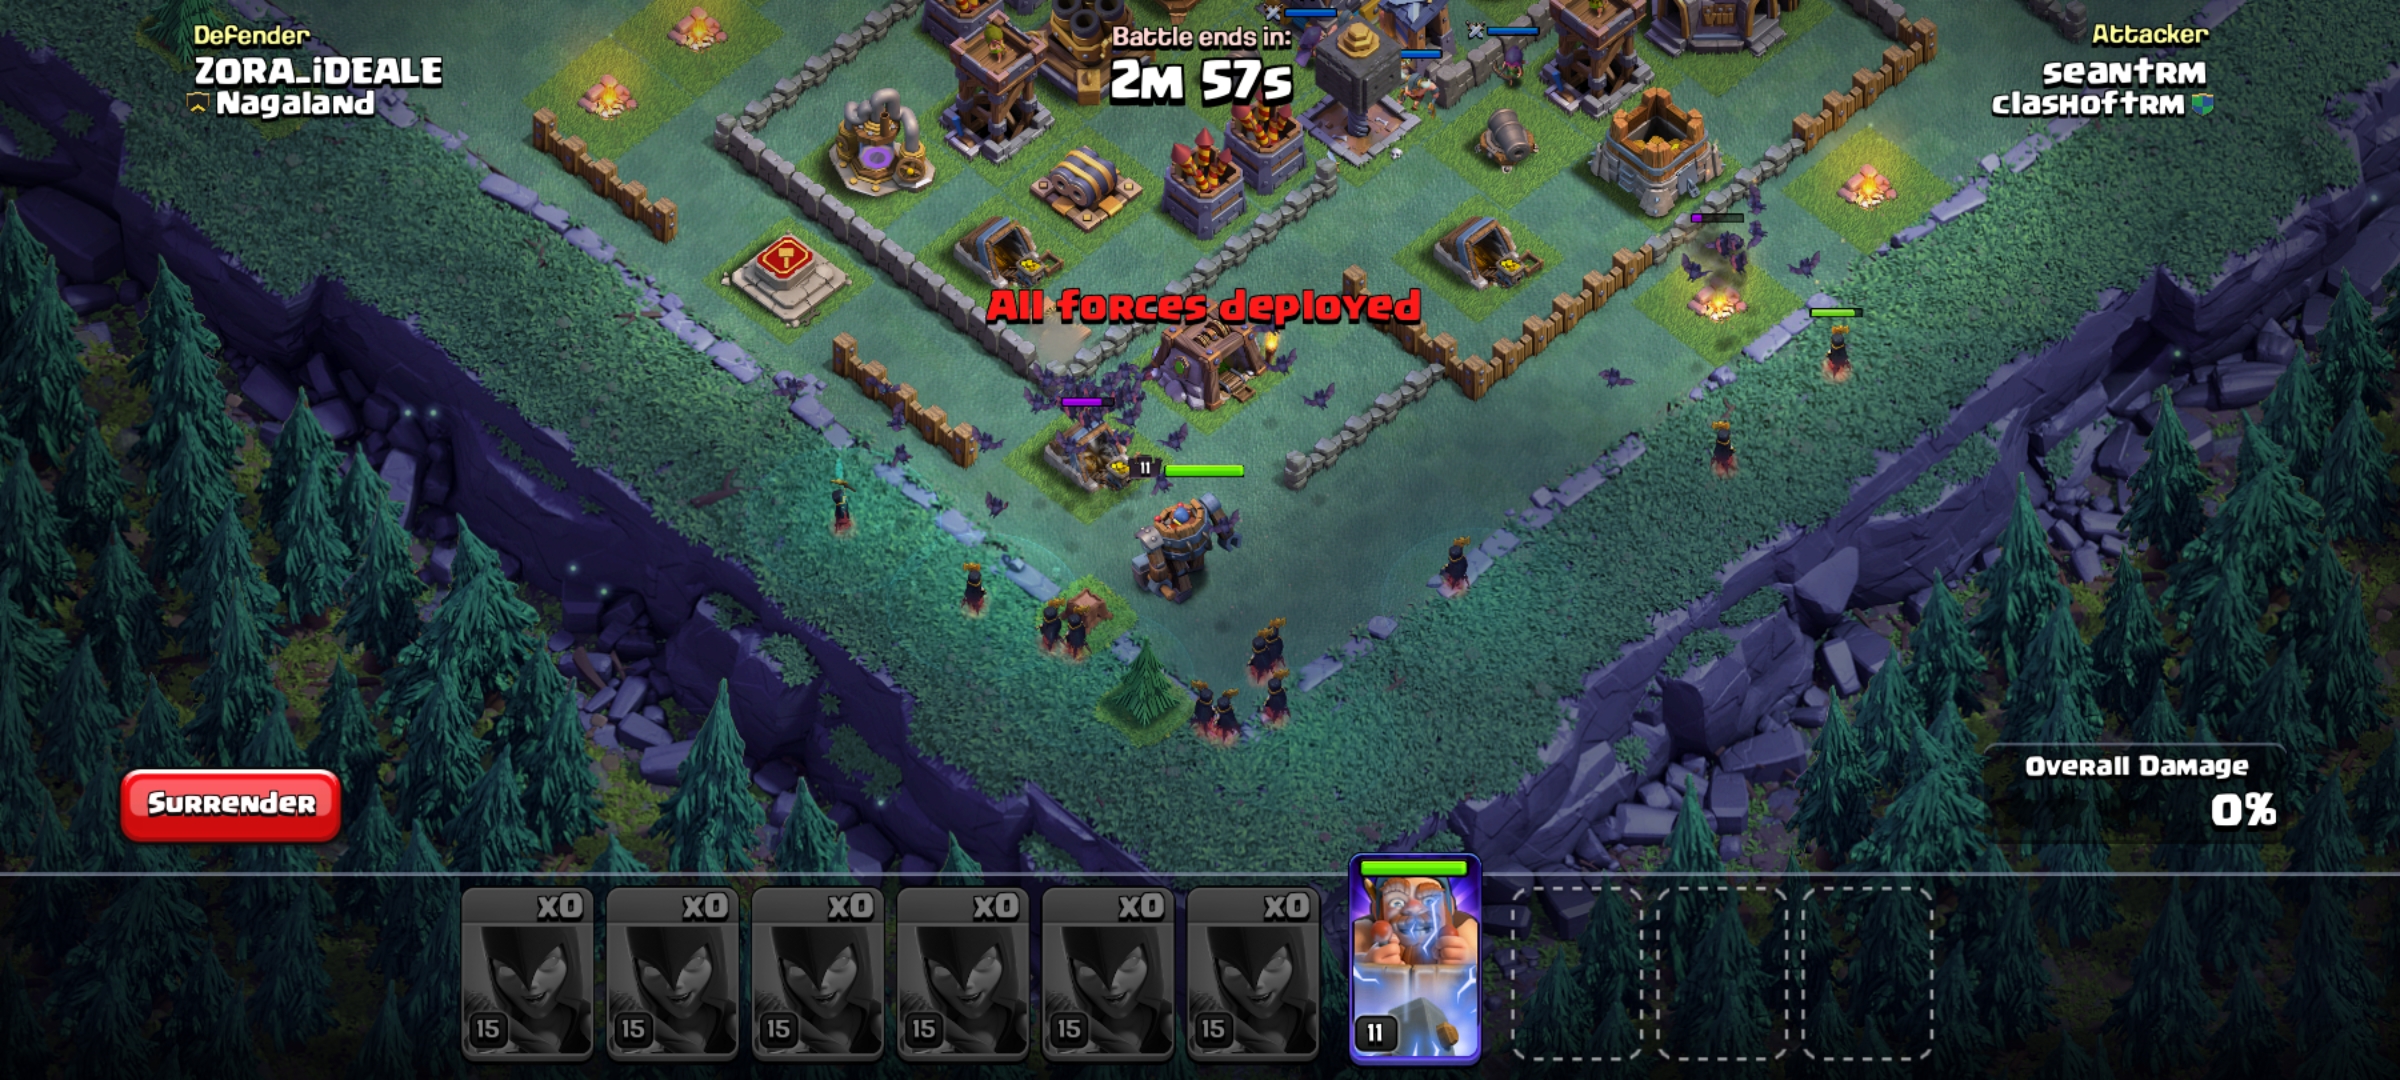 Defender
ZORA_iDEALE
Nagaland
Battle ends in:
2M 57s
Attacker
seantRM
clashoftRM
All forces deployed
11
Surrender
Overall Damage
0%
x0
x0
x0
x0
x0
x0
15
15
15
15
15
15
11